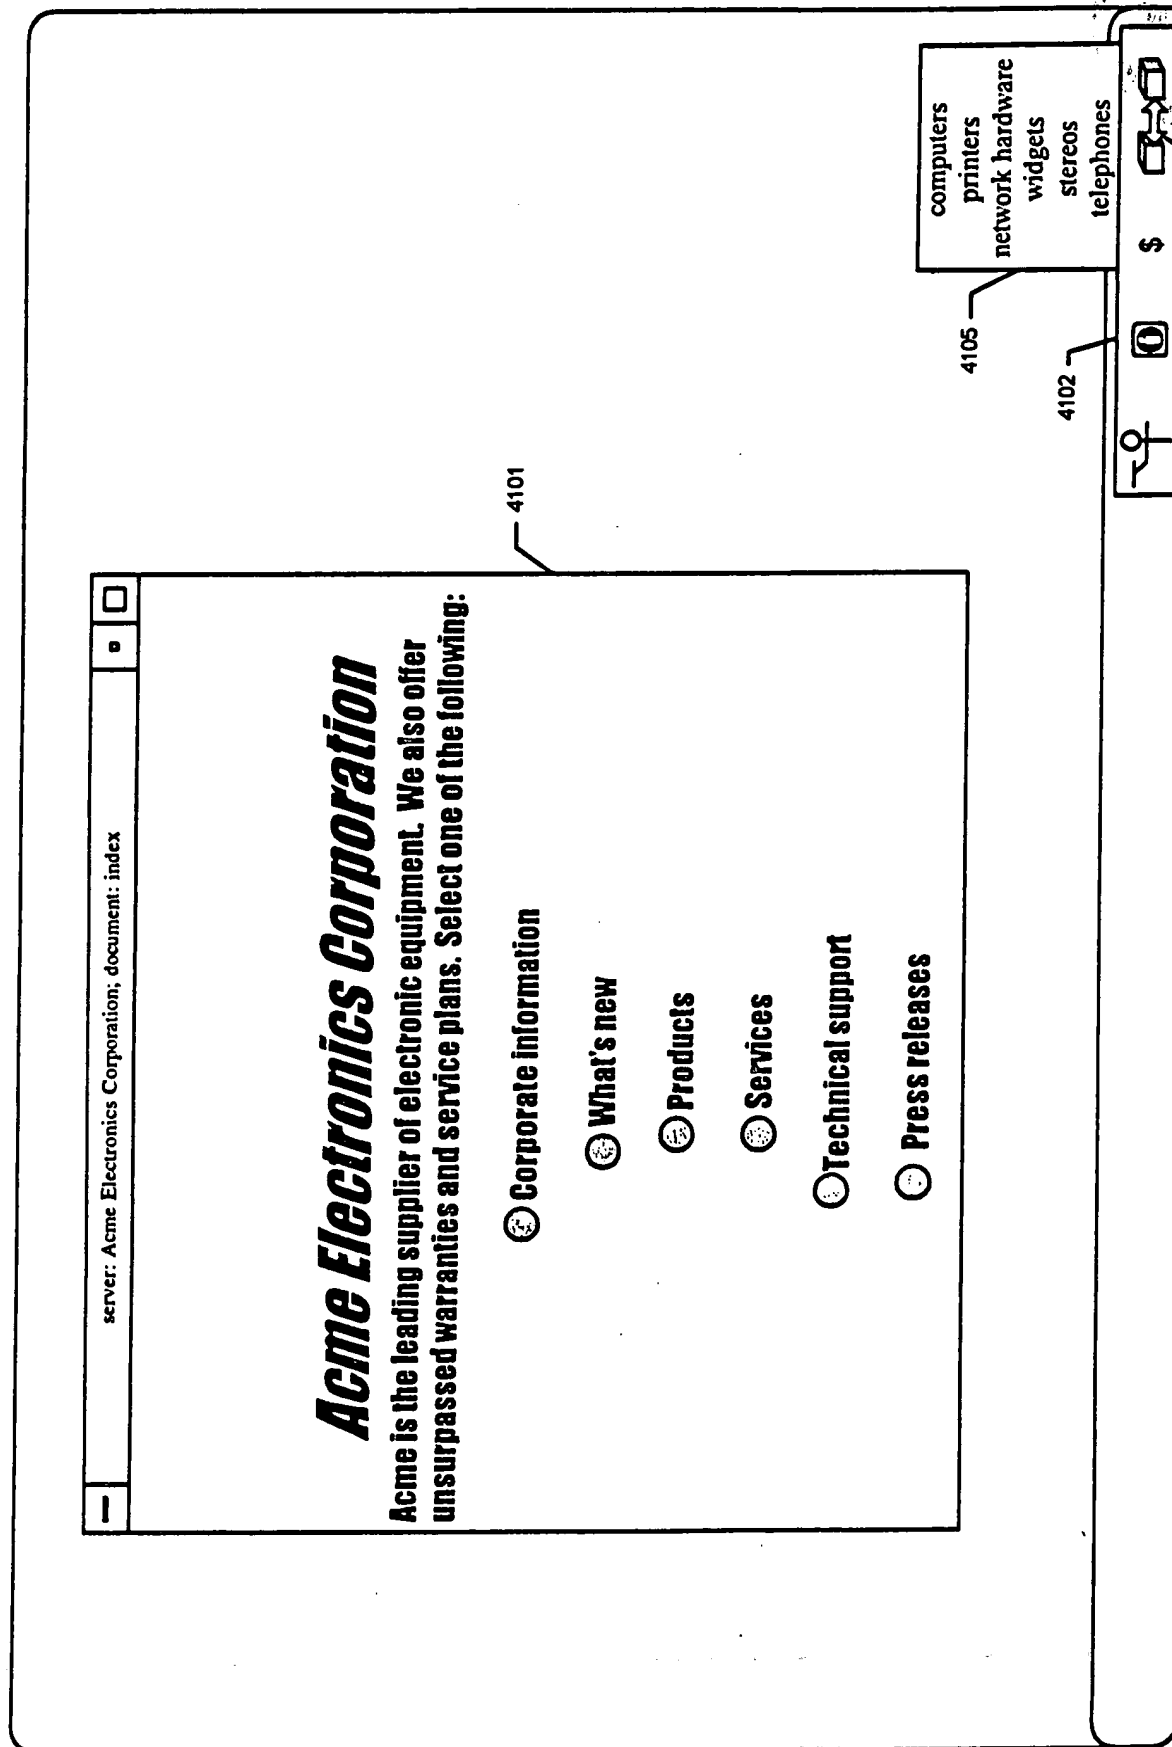 server: Acme Electronics Corporation; document: index
Acme Electronics Corporation
Acme is the leading supplier of electronic equipment. We also offer
unsurpassed warranties and service plans. Select one of the following:
Corporate information
What's new
Products
Services
Technical support
Press releases
4101
computers
printers
network hardware
widgets
stereos
telephones
4105
4102
$